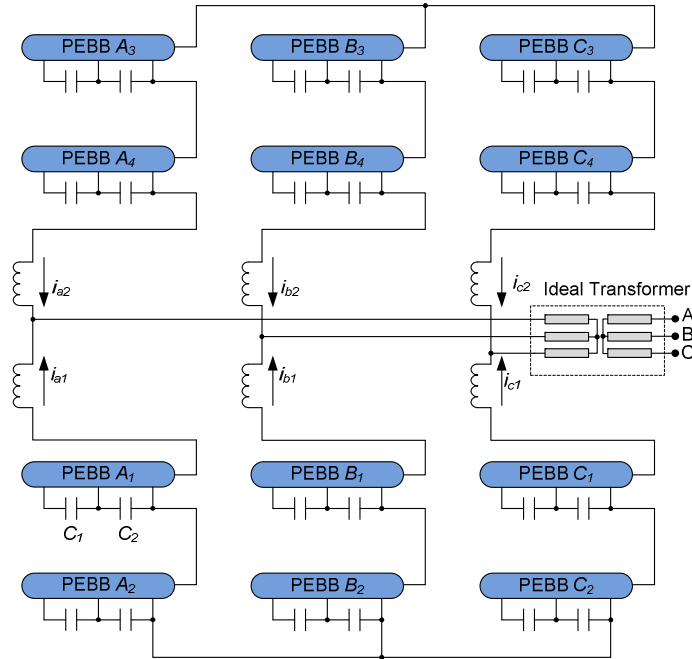 PEBB A3 PEBB B3 PEBB C3
PEBB A4 PEBB B4 PEBB C4
ia2 ib2 ic2 Ideal Transformer
A
B
C
ia1 ib1 ic1
PEBB A1 PEBB B1 PEBB C1
C1 C2
PEBB A2 PEBB B2 PEBB C2